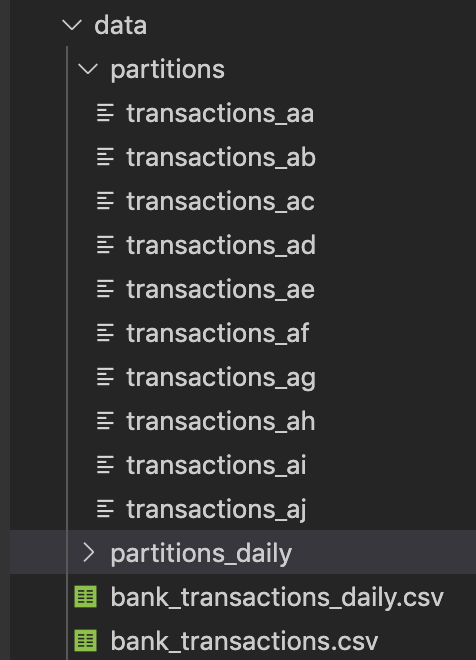 data
partitions
transactions_aa
transactions_ab
transactions_ac
transactions_ad
transactions_ae
transactions_af
transactions_ag
transactions_ah
transactions_ai
transactions_aj
partitions_daily
bank_transactions_daily.csv
bank_transactions.csv